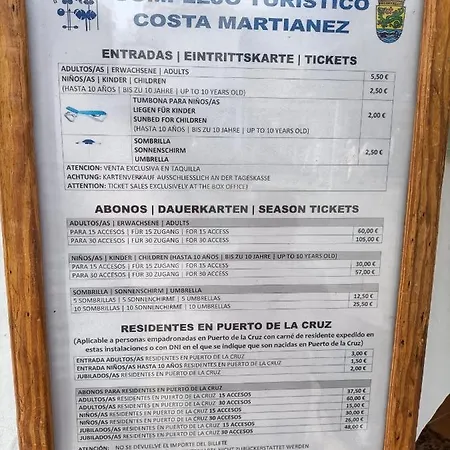 COMPLEJO TURÍSTICO
COSTA MARTIANEZ
ENTRADAS | EINTRITTSKARTE | TICKETS
ADULTOS/AS | ERWACHSENE | ADULTS 5,50 €
NIÑOS/AS | KINDER | CHILDREN
(HASTA 10 AÑOS | BIS ZU 10 JAHRE | UP TO 10 YEARS OLD) 2,50 €
TUMBONA PARA NIÑOS/AS
LIEGEN FÜR KINDER
SUNBED FOR CHILDREN 2,00 €
(HASTA 10 AÑOS | BIS ZU 10 JAHRE | UP TO 10 YEARS OLD)
SOMBRILLA
SONNENSCHIRM
UMBRELLA 2,50 €
ATENCION: VENTA EXCLUSIVA EN TAQUILLA
ACHTUNG: KARTENVERKAUF AUSSCHLIESSLICH AN DER TAGESKASSE
ATTENTION: TICKET SALES EXCLUSIVELY AT THE BOX OFFICE
ABONOS | DAUERKARTEN | SEASON TICKETS
ADULTOS/AS | ERWACHSENE | ADULTS
PARA 15 ACCESOS | FÜR 15 ZUGANG | FOR 15 ACCESS 60,00 €
PARA 30 ACCESOS | FÜR 30 ZUGANG | FOR 30 ACCESS 105,00 €
NIÑOS/AS | KINDER | CHILDREN (HASTA 10 AÑOS | BIS ZU 10 JAHRE | UP TO 10 YEARS OLD)
PARA 15 ACCESOS | FÜR 15 ZUGANG | FOR 15 ACCESS 30,00 €
PARA 30 ACCESOS | FÜR 30 ZUGANG | FOR 30 ACCESS 57,00 €
SOMBRILLA | SONNENSCHIRM | UMBRELLA
5 SOMBRILLAS | 5 SONNENSCHIRME | 5 UMBRELLAS 12,50 €
10 SOMBRILLAS | 10 SONNENSCHIRME | 10 UMBRELLAS 25,50 €
RESIDENTES EN PUERTO DE LA CRUZ
(Aplicable a personas empadronadas en Puerto de la Cruz con carné de residente expedido en
estas instalaciones o con DNI en el que se indique que son nacidas en Puerto de la Cruz)
ENTRADA ADULTOS/AS RESIDENTES EN PUERTO DE LA CRUZ 3,00 €
ENTRADA NIÑOS/AS HASTA 10 AÑOS RESIDENTES EN PUERTO DE LA CRUZ 1,50 €
JUBILADOS/AS RESIDENTES EN PUERTO DE LA CRUZ 2,00 €
ABONOS PARA RESIDENTES EN PUERTO DE LA CRUZ
ADULTOS/AS RESIDENTES EN PUERTO DE LA CRUZ 15 ACCESOS 37,50 €
ADULTOS/AS RESIDENTES EN PUERTO DE LA CRUZ 30 ACCESOS 60,00 €
NIÑOS/AS RESIDENTES EN PUERTO DE LA CRUZ 15 ACCESOS 15,00 €
NIÑOS/AS RESIDENTES EN PUERTO DE LA CRUZ 30 ACCESOS 30,00 €
JUBILADOS/AS RESIDENTES EN PUERTO DE LA CRUZ 15 ACCESOS 26,00 €
JUBILADOS/AS RESIDENTES EN PUERTO DE LA CRUZ 30 ACCESOS 48,00 €
ATENCIÓN: NO SE DEVUELVE EL IMPORTE DEL BILLETE
NICHT ZURÜCKERSTATTES WERDEN